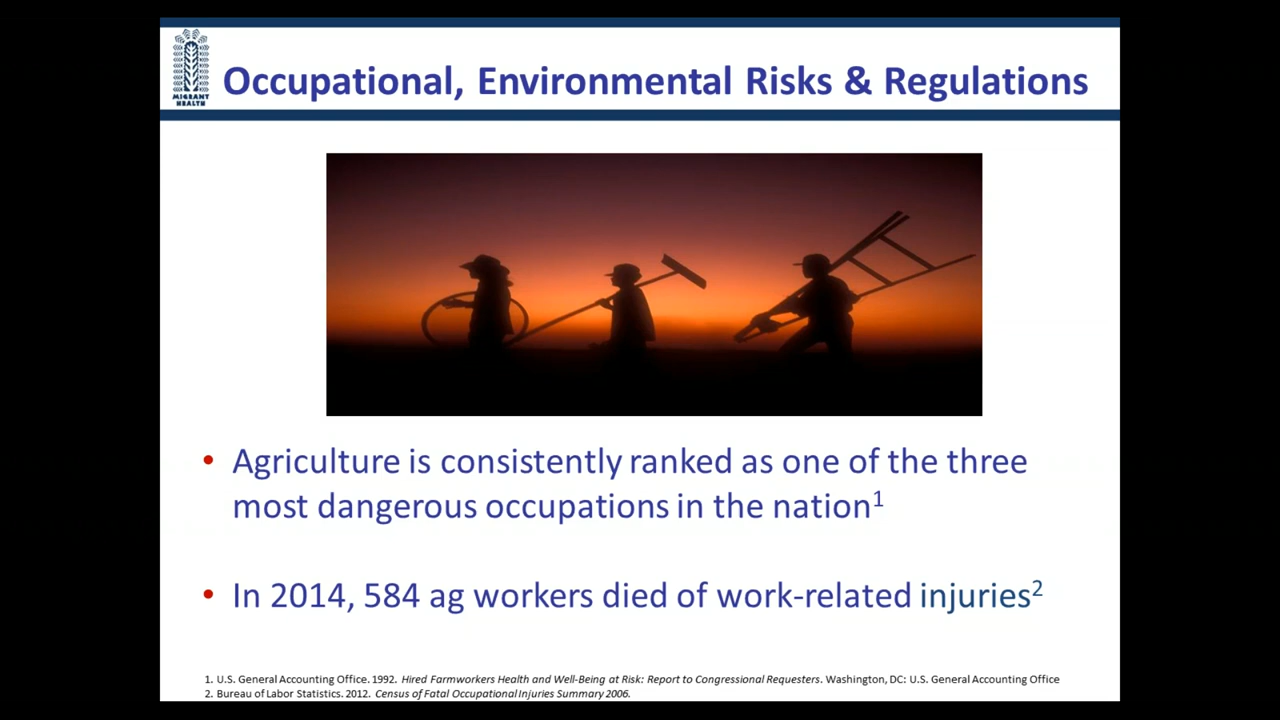 MIGRANT
HEALTH
Occupational, Environmental Risks & Regulations
• Agriculture is consistently ranked as one of the three
most dangerous occupations in the nation1
• In 2014, 584 ag workers died of work-related injuries2
1. U.S. General Accounting Office. 1992. Hired Farmworkers Health and Well-Being at Risk: Report to Congressional Requesters. Washington, DC: U.S. General Accounting Office
2. Bureau of Labor Statistics. 2012. Census of Fatal Occupational Injuries Summary 2006.